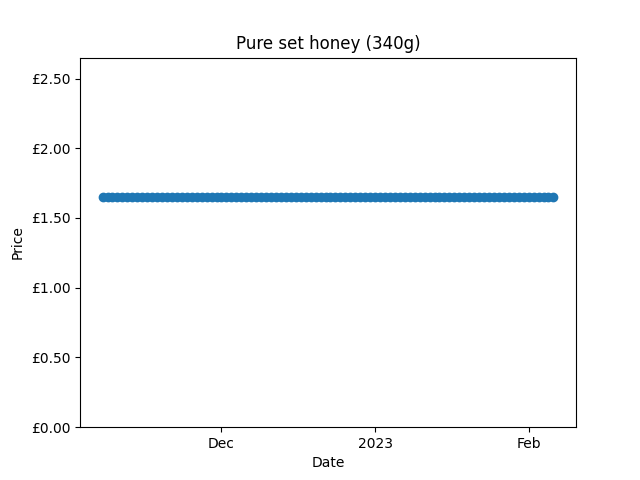 Pure set honey (340g)
£2.50
£2.00
£1.50
£1.00
£0.50
£0.00
Price
Dec
2023
Feb
Date